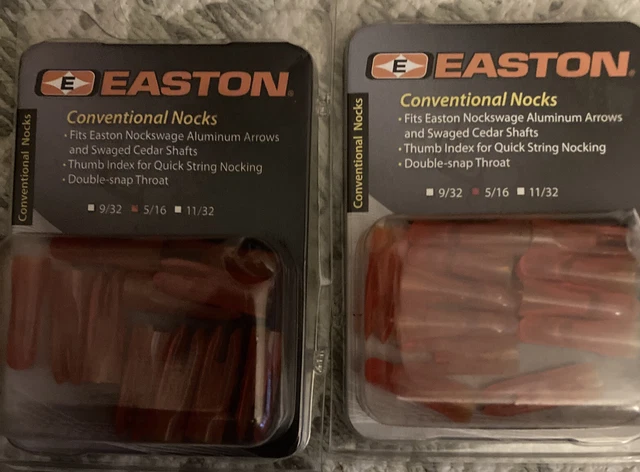 E EASTON
Conventional Nocks
Conventional Nocks
• Fits Easton Nockswage Aluminum Arrows
and Swaged Cedar Shafts
• Thumb Index for Quick String Nocking
• Double-snap Throat
9/32 5/16 11/32
E EASTON
Conventional Nocks
Conventional Nocks
• Fits Easton Nockswage Aluminum Arrows
and Swaged Cedar Shafts
• Thumb Index for Quick String Nocking
• Double-snap Throat
9/32 5/16 11/32